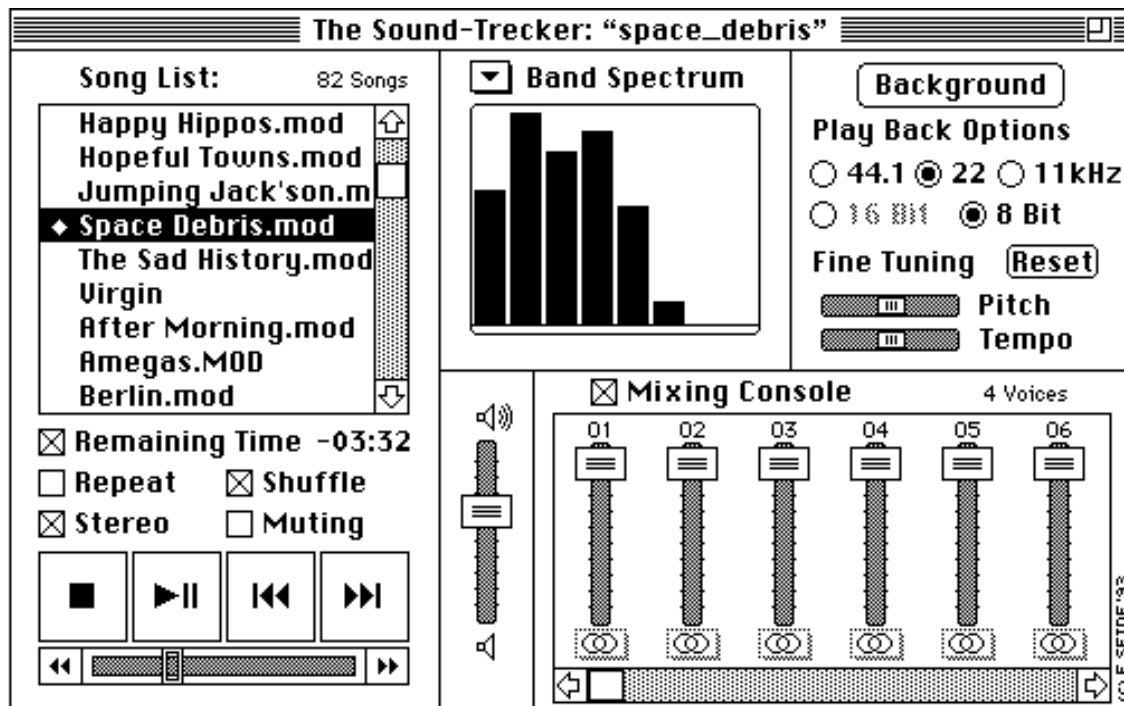 The Sound-Trecker: “space_debris”
Song List: 82 Songs
Happy Hippos.mod
Hopeful Towns.mod
Jumping Jack'son.m
Space Debris.mod
The Sad History.mod
Virgin
After Morning.mod
Amegas.MOD
Berlin.mod
Remaining Time -03:32
Repeat Shuffle
Stereo Muting
Band Spectrum
Background
Play Back Options
44.1 22 11kHz
16 Bit 8 Bit
Fine Tuning Reset
Pitch
Tempo
Mixing Console 4 Voices
01 02 03 04 05 06